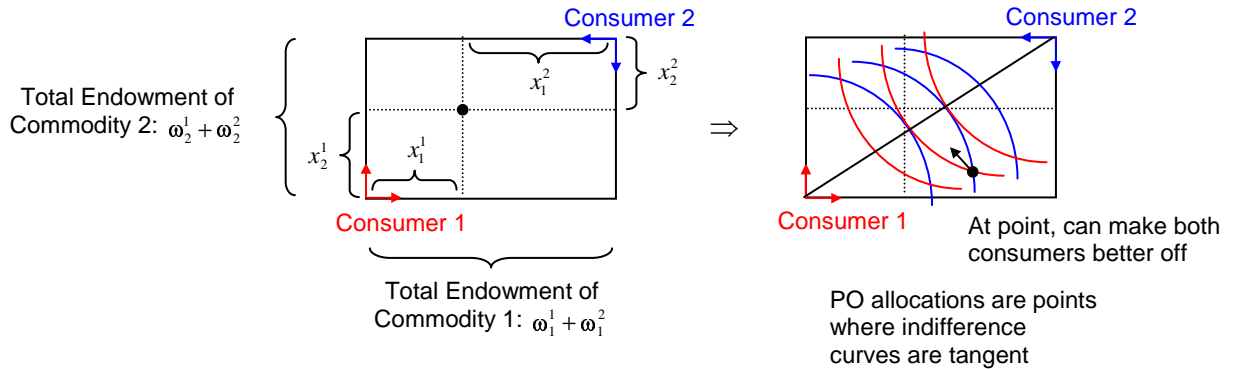 Consumer 2
Total Endowment of
Commodity 2: ω₂¹ + ω₂²
x₁²
x₂²
x₂¹
x₁¹
Consumer 1
Total Endowment of
Commodity 1: ω₁¹ + ω₁²
⇒
Consumer 2
Consumer 1
At point, can make both
consumers better off
PO allocations are points
where indifference
curves are tangent